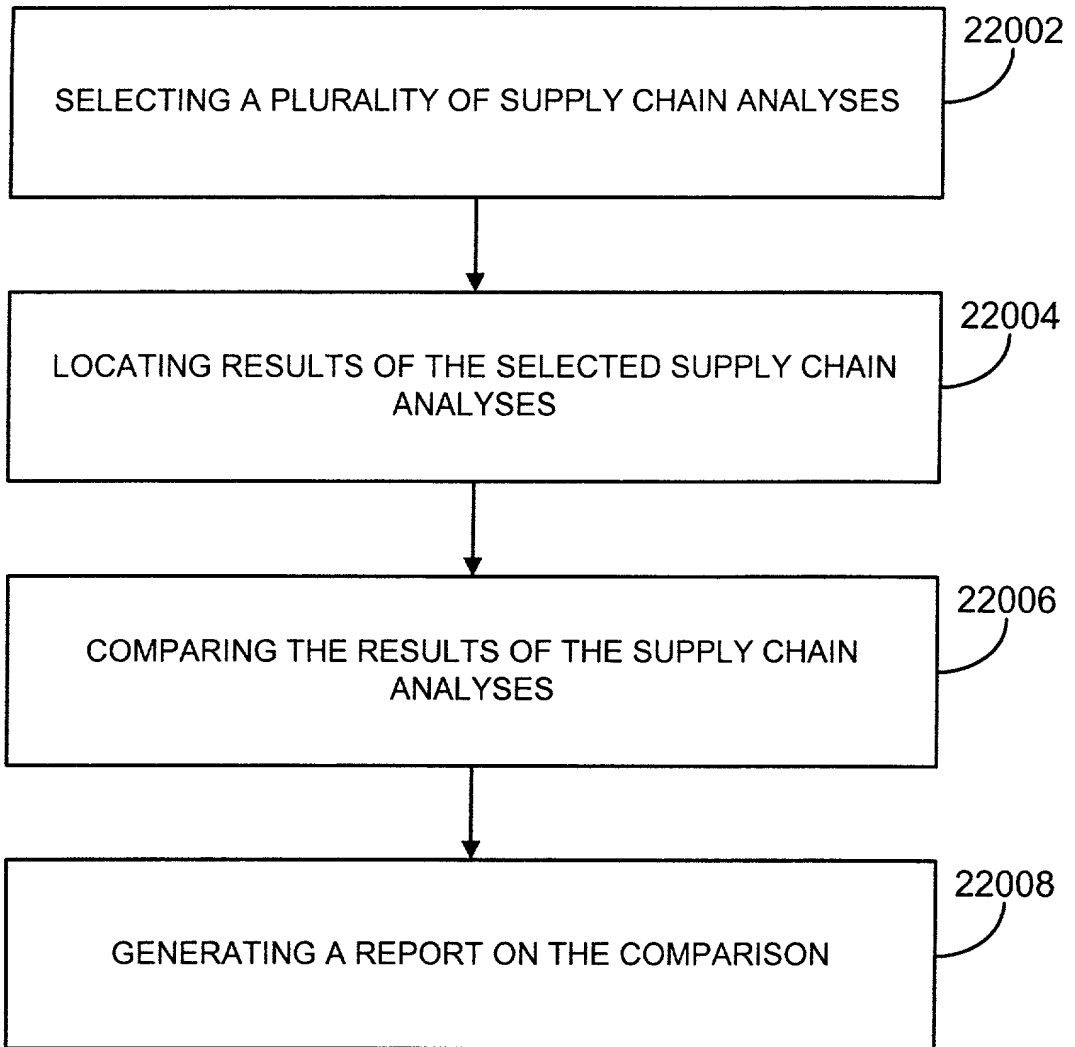 22002
SELECTING A PLURALITY OF SUPPLY CHAIN ANALYSES
22004
LOCATING RESULTS OF THE SELECTED SUPPLY CHAIN
ANALYSES
22006
COMPARING THE RESULTS OF THE SUPPLY CHAIN
ANALYSES
22008
GENERATING A REPORT ON THE COMPARISON